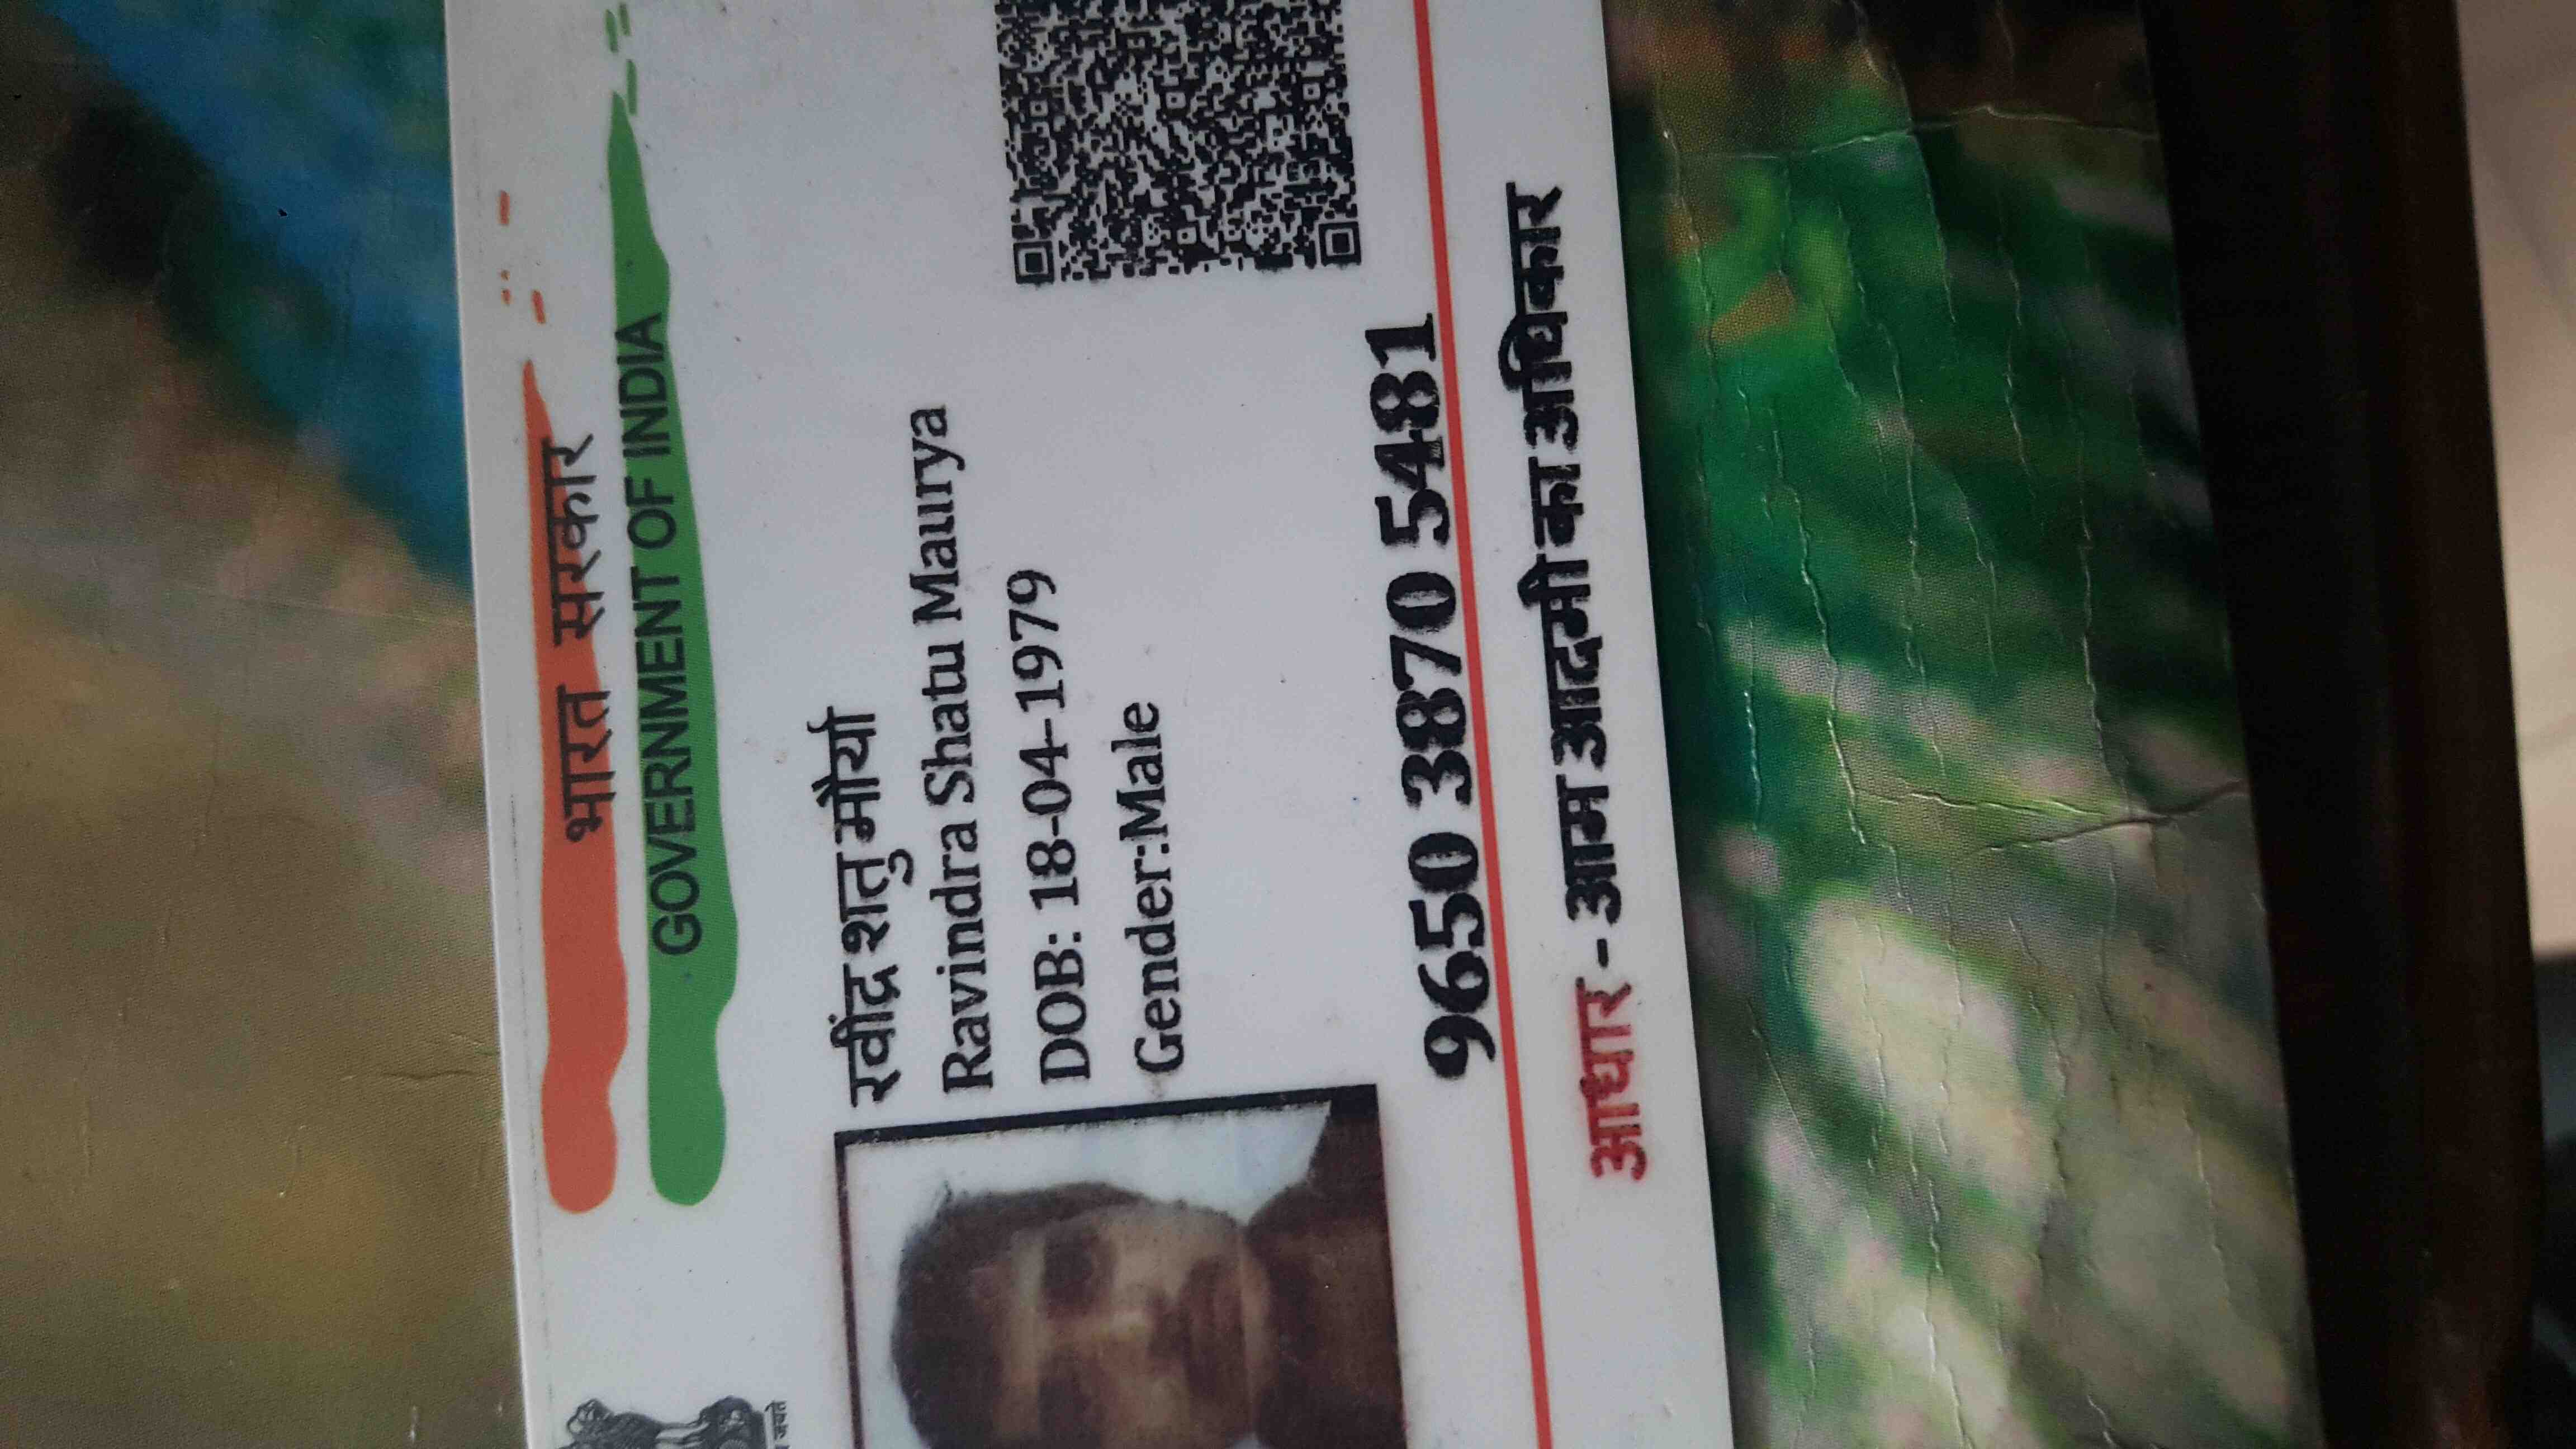 भारत सरकार
GOVERNMENT OF INDIA
रवींद्र शतु मौर्या
Ravindra Shatu Maurya
DOB: 18-04-1979
Gender:Male
9650 3870 5481
आधार - आम आदमी का अधिकार